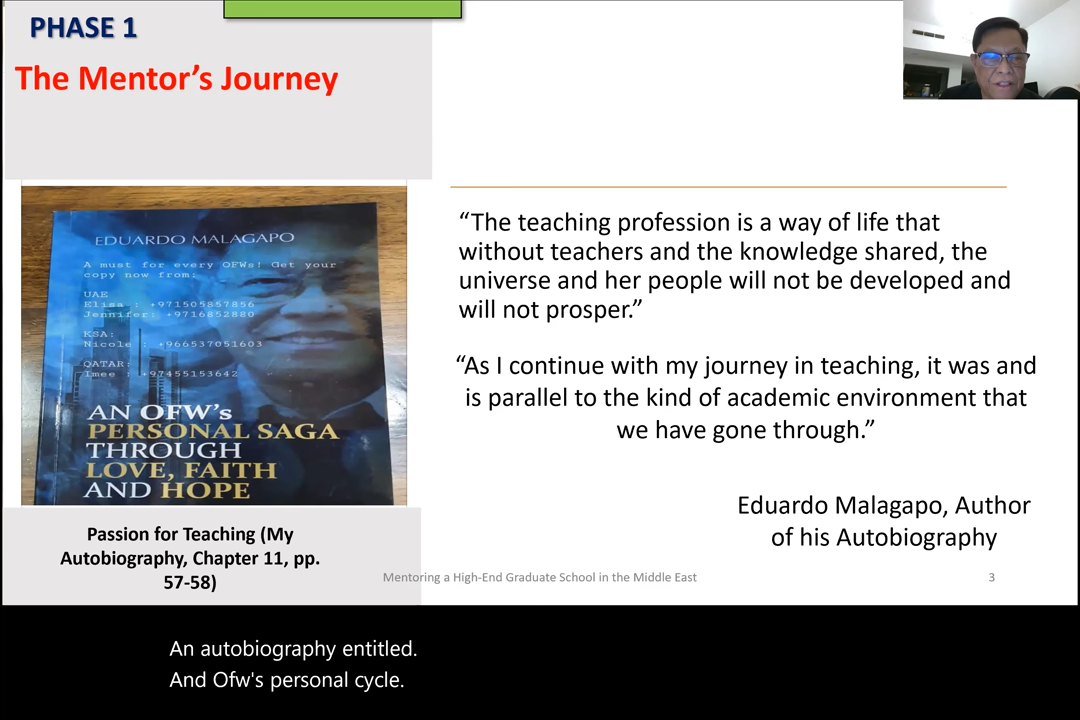 PHASE 1
The Mentor’s Journey
EDUARDO MALAGAPO
A must for every OFWs! Get your
copy now from:
UAE
Elisa : +971505857856
Jennifer: +9716852880
KSA:
Nicole : +966537051603
QATAR:
Imee : +97455153642
AN OFW's
PERSONAL SAGA
THROUGH
LOVE, FAITH
AND HOPE
Passion for Teaching (My
Autobiography, Chapter 11, pp.
57-58)
“The teaching profession is a way of life that
without teachers and the knowledge shared, the
universe and her people will not be developed and
will not prosper.”
“As I continue with my journey in teaching, it was and
is parallel to the kind of academic environment that
we have gone through.”
Eduardo Malagapo, Author
of his Autobiography
Mentoring a High-End Graduate School in the Middle East
3
An autobiography entitled.
And Ofw's personal cycle.